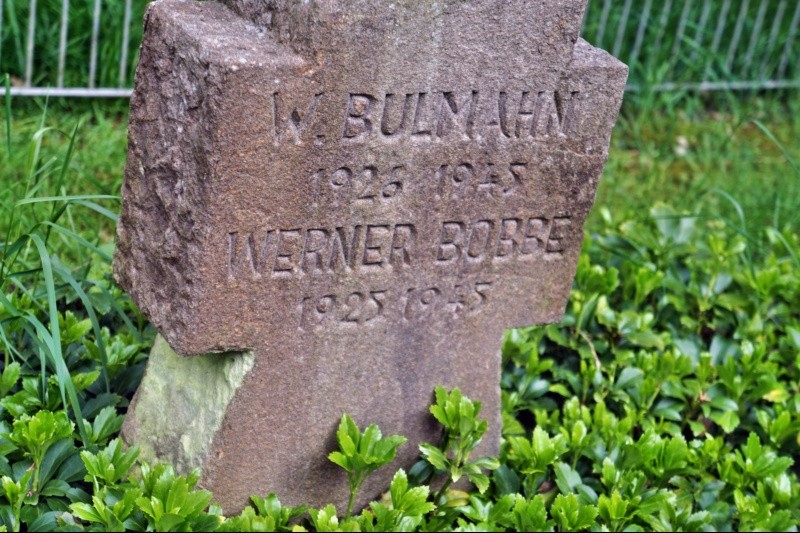 W. BULMAHN
1926 1945
WERNER BOBBE
1925 1945